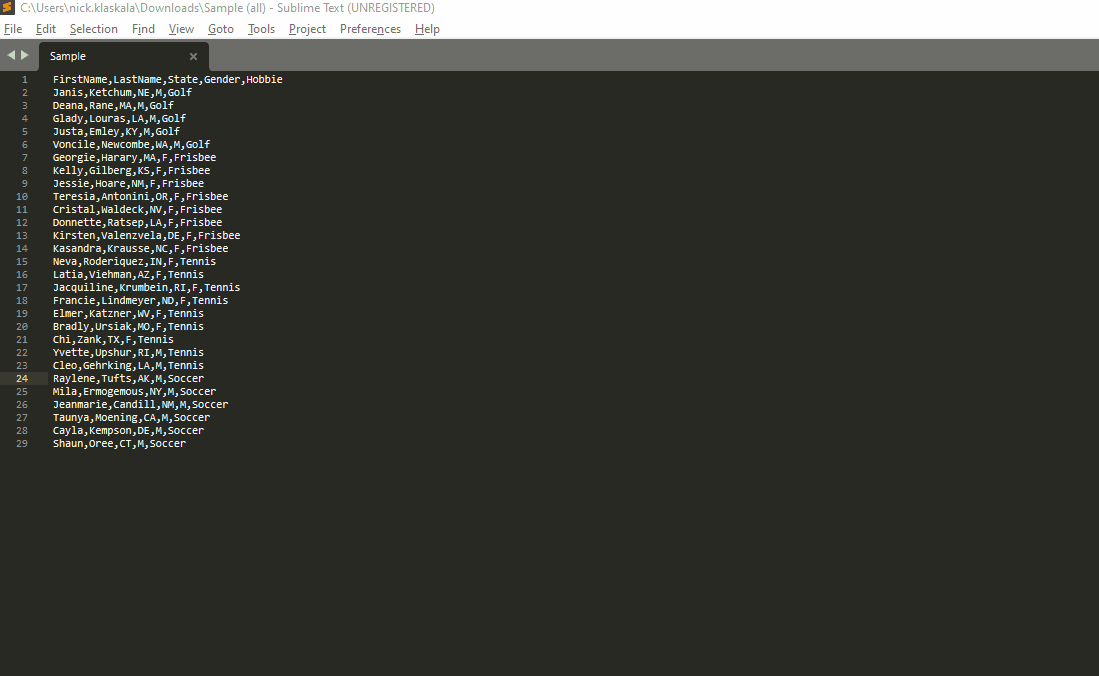 C:\Users\nick.klaskala\Downloads\Sample (all) - Sublime Text (UNREGISTERED)
File Edit Selection Find View Goto Tools Project Preferences Help
Sample
1 FirstName,LastName,State,Gender,Hobbie
2 Janis,Ketchum,NE,M,Golf
3 Deana,Rane,MA,M,Golf
4 Glady,Louras,LA,M,Golf
5 Justa,Emley,KY,M,Golf
6 Voncile,Newcombe,WA,M,Golf
7 Georgie,Harary,MA,F,Frisbee
8 Kelly,Gilberg,KS,F,Frisbee
9 Jessie,Hoare,NM,F,Frisbee
10 Teresia,Antonini,OR,F,Frisbee
11 Cristal,Waldeck,NV,F,Frisbee
12 Donnette,Ratsep,LA,F,Frisbee
13 Kirsten,Valenzvela,DE,F,Frisbee
14 Kasandra,Krausse,NC,F,Frisbee
15 Neva,Roderiquez,IN,F,Tennis
16 Latia,Viehman,AZ,F,Tennis
17 Jacquiline,Krumbein,RI,F,Tennis
18 Francie,Lindmeyer,ND,F,Tennis
19 Elmer,Katzner,WV,F,Tennis
20 Bradly,Ursiak,MO,F,Tennis
21 Chi,Zank,TX,F,Tennis
22 Yvette,Upshur,RI,M,Tennis
23 Cleo,Gehrking,LA,M,Tennis
24 Raylene,Tufts,AK,M,Soccer
25 Mila,Ermogemous,NY,M,Soccer
26 Jeanmarie,Candill,NM,M,Soccer
27 Taunya,Moening,CA,M,Soccer
28 Cayla,Kempson,DE,M,Soccer
29 Shaun,Oree,CT,M,Soccer